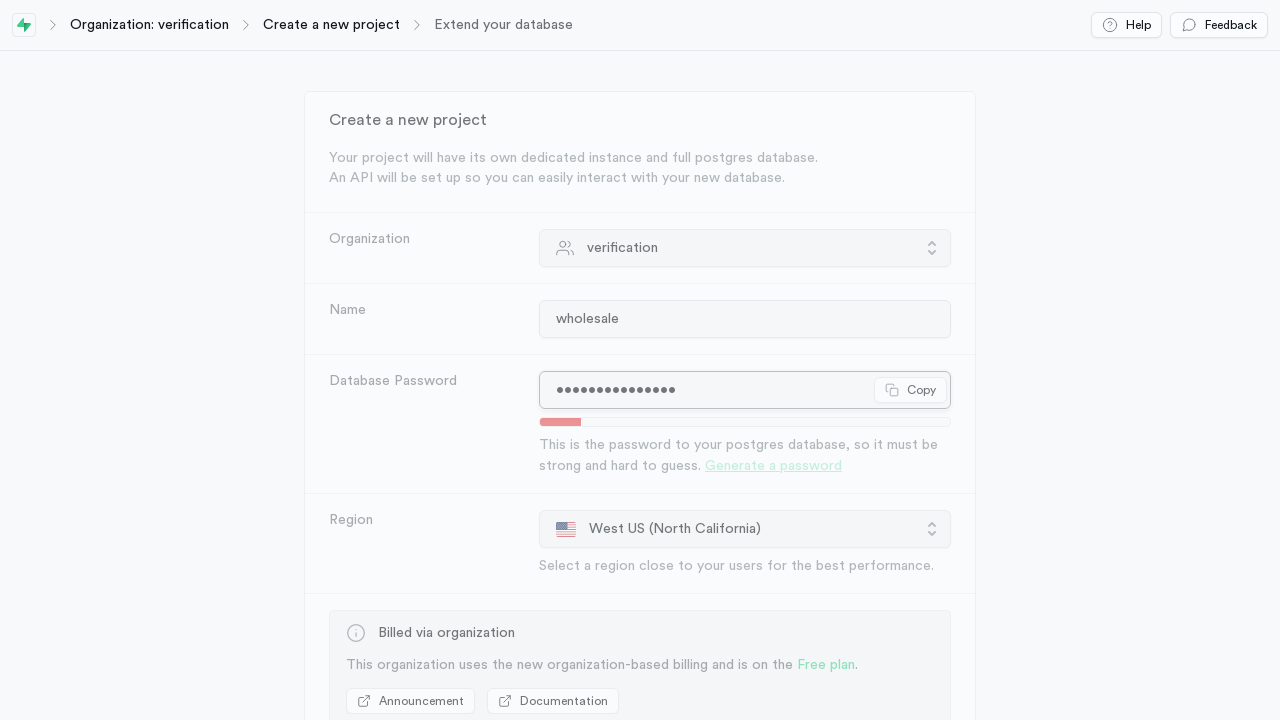 Organization: verification
Create a new project
Extend your database
Help
Feedback
Create a new project
Your project will have its own dedicated instance and full postgres database.
An API will be set up so you can easily interact with your new database.
Organization
verification
Name
wholesale
Database Password
•••••••••••••••
Copy
This is the password to your postgres database, so it must be
strong and hard to guess. Generate a password
Region
West US (North California)
Select a region close to your users for the best performance.
Billed via organization
This organization uses the new organization-based billing and is on the Free plan.
Announcement
Documentation